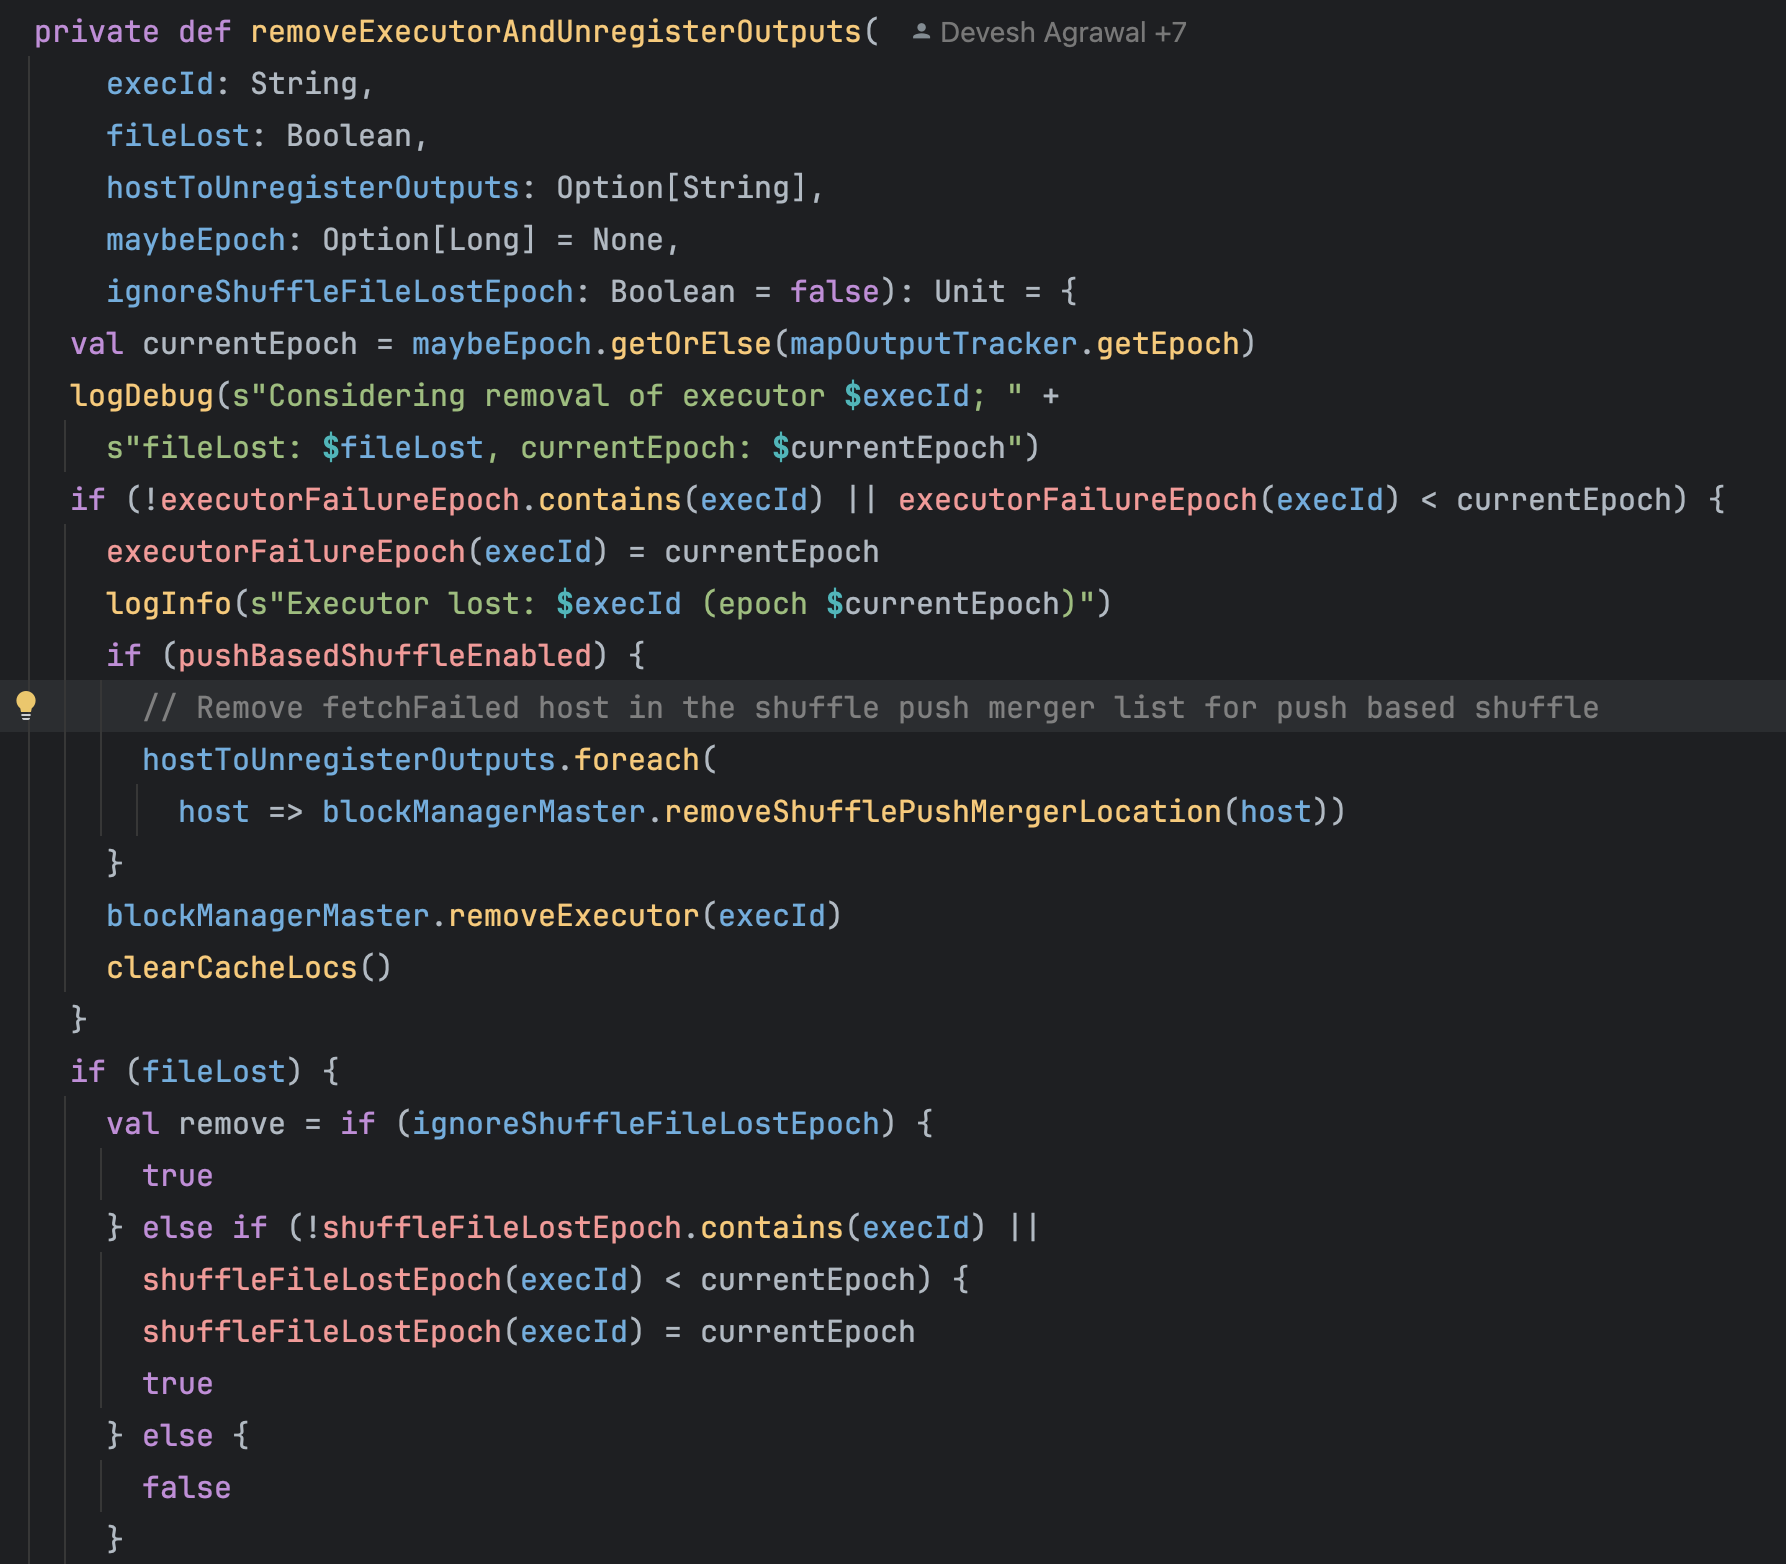 private def removeExecutorAndUnregisterOutputs( Devesh Agrawal +7
    execId: String,
    fileLost: Boolean,
    hostToUnregisterOutputs: Option[String],
    maybeEpoch: Option[Long] = None,
    ignoreShuffleFileLostEpoch: Boolean = false): Unit = {
  val currentEpoch = maybeEpoch.getOrElse(mapOutputTracker.getEpoch)
  logDebug(s"Considering removal of executor $execId; " +
    s"fileLost: $fileLost, currentEpoch: $currentEpoch")
  if (!executorFailureEpoch.contains(execId) || executorFailureEpoch(execId) < currentEpoch) {
    executorFailureEpoch(execId) = currentEpoch
    logInfo(s"Executor lost: $execId (epoch $currentEpoch)")
    if (pushBasedShuffleEnabled) {
      // Remove fetchFailed host in the shuffle push merger list for push based shuffle
      hostToUnregisterOutputs.foreach(
        host => blockManagerMaster.removeShufflePushMergerLocation(host))
    }
    blockManagerMaster.removeExecutor(execId)
    clearCacheLocs()
  }
  if (fileLost) {
    val remove = if (ignoreShuffleFileLostEpoch) {
      true
    } else if (!shuffleFileLostEpoch.contains(execId) ||
      shuffleFileLostEpoch(execId) < currentEpoch) {
      shuffleFileLostEpoch(execId) = currentEpoch
      true
    } else {
      false
    }